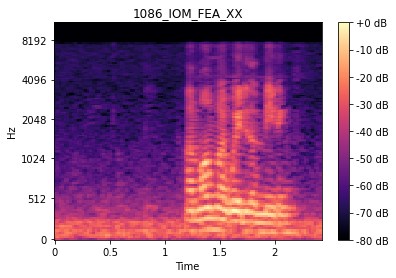 1086_IOM_FEA_XX
+0 dB
8192
-10 dB
4096
-20 dB
-30 dB
2048
Hz
-40 dB
1024
-50 dB
512
-60 dB
-70 dB
0
-80 dB
0 0.5 1 1.5 2
Time